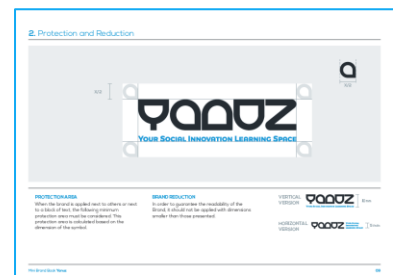 2. Protection and Reduction
YOUR SOCIAL INNOVATION LEARNING SPACE
PROTECTION AREA
When the brand is applied next to others or next
to a block of text, the following minimum
protection area must be considered. This
protection area is calculated based on the
dimension of the symbol.
BRAND REDUCTION
In order to guarantee the readability of the
Brand, it should not be applied with dimensions
smaller than those presented.
VERTICAL
VERSION
HORIZONTAL
VERSION